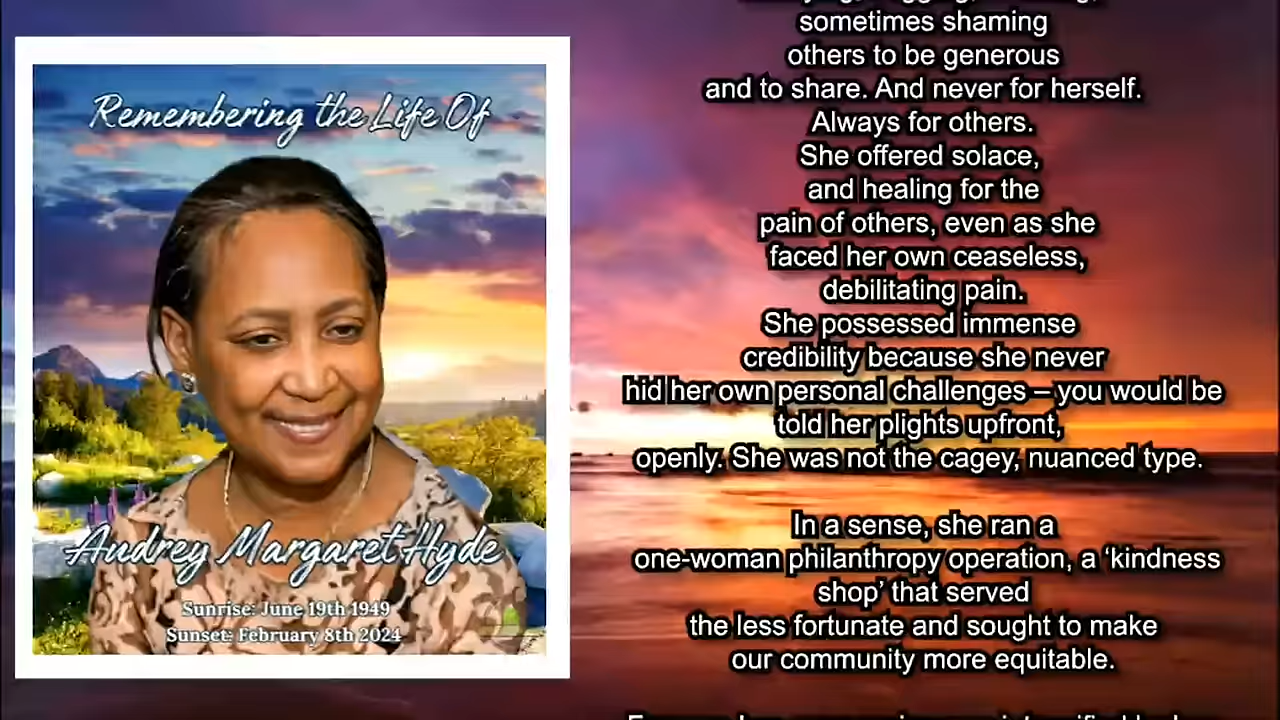 Remembering the Life Of
Audrey Margaret Hyde
Sunrise: June 19th 1949
Sunset: February 8th 2024
sometimes shaming
others to be generous
and to share. And never for herself.
Always for others.
She offered solace,
and healing for the
pain of others, even as she
faced her own ceaseless,
debilitating pain.
She possessed immense
credibility because she never
hid her own personal challenges – you would be
told her plights upfront,
openly. She was not the cagey, nuanced type.
In a sense, she ran a
one-woman philanthropy operation, a ‘kindness
shop’ that served
the less fortunate and sought to make
our community more equitable.